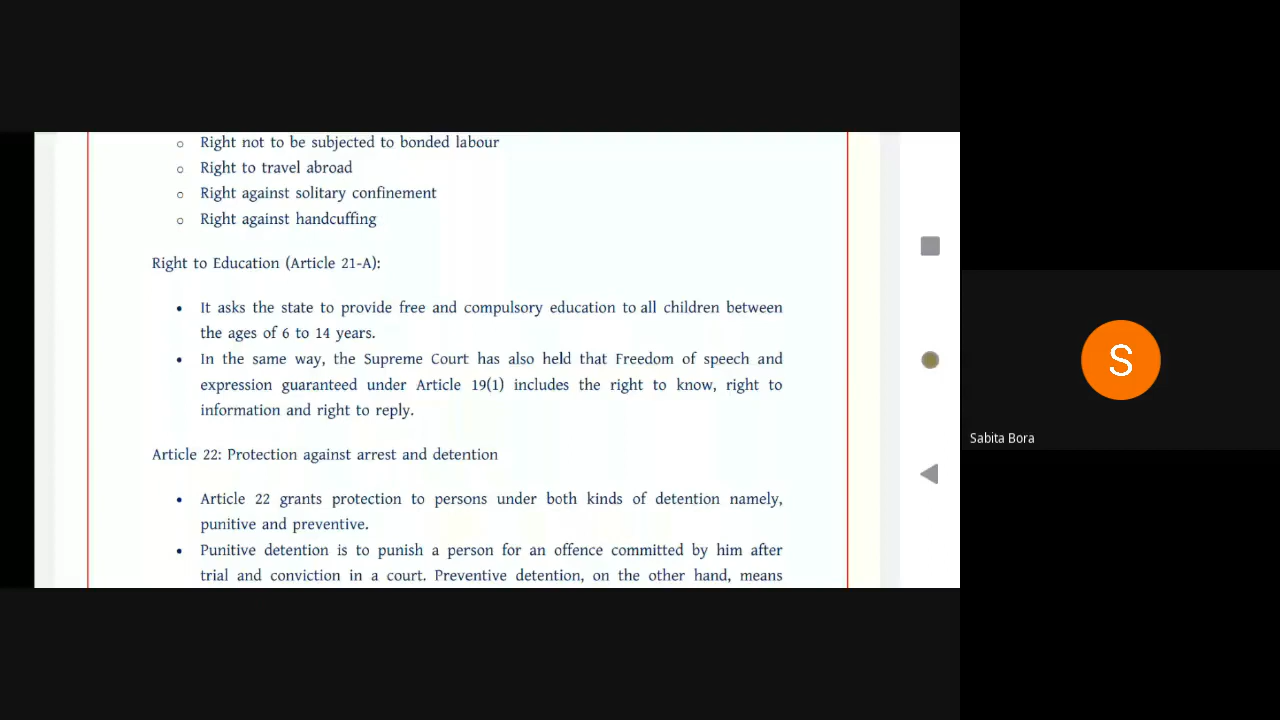 ○ Right not to be subjected to bonded labour
○ Right to travel abroad
○ Right against solitary confinement
○ Right against handcuffing
Right to Education (Article 21-A):
• It asks the state to provide free and compulsory education to all children between
the ages of 6 to 14 years.
• In the same way, the Supreme Court has also held that Freedom of speech and
expression guaranteed under Article 19(1) includes the right to know, right to
information and right to reply.
Article 22: Protection against arrest and detention
• Article 22 grants protection to persons under both kinds of detention namely,
punitive and preventive.
• Punitive detention is to punish a person for an offence committed by him after
trial and conviction in a court. Preventive detention, on the other hand, means
S
Sabita Bora